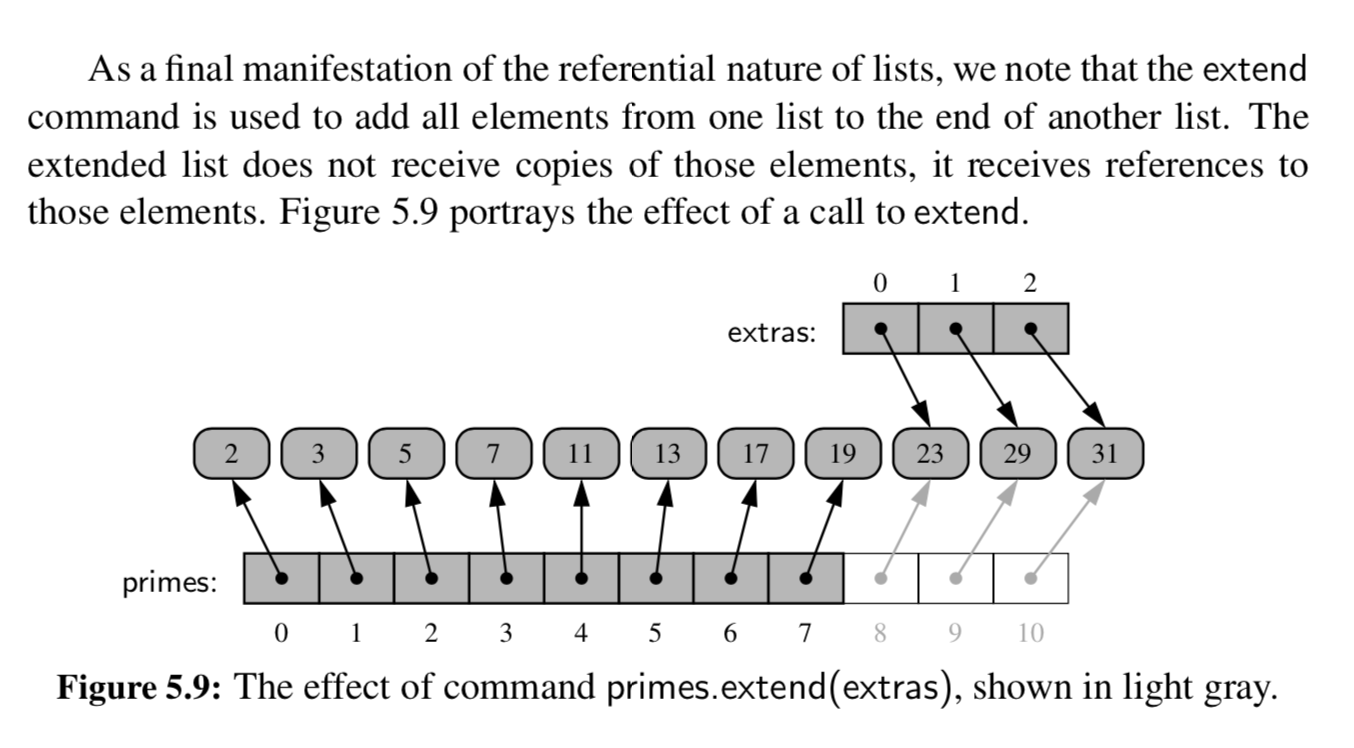 As a final manifestation of the referential nature of lists, we note that the extend
command is used to add all elements from one list to the end of another list. The
extended list does not receive copies of those elements, it receives references to
those elements. Figure 5.9 portrays the effect of a call to extend.
0 1 2
extras:
2 3 5 7 11 13 17 19 23 29 31
primes:
0 1 2 3 4 5 6 7 8 9 10
Figure 5.9: The effect of command primes.extend(extras), shown in light gray.